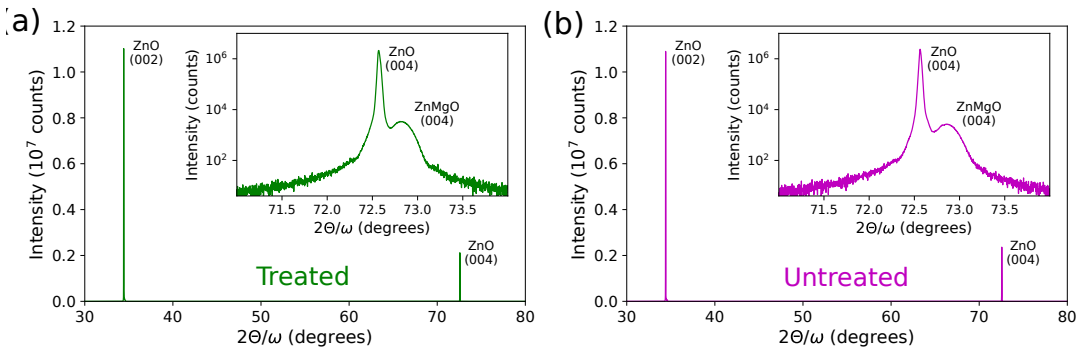 (a)
1.2
1.0
0.8
0.6
0.4
0.2
0.0
Intensity (10⁷ counts)
30
40
50
60
70
80
2Θ/ω (degrees)
ZnO
(002)
ZnO
(004)
Treated
10⁶
10⁴
10²
Intensity (counts)
71.5
72.0
72.5
73.0
73.5
2Θ/ω (degrees)
ZnO
(004)
ZnMgO
(004)
(b)
1.2
1.0
0.8
0.6
0.4
0.2
0.0
Intensity (10⁷ counts)
30
40
50
60
70
80
2Θ/ω (degrees)
ZnO
(002)
ZnO
(004)
Untreated
10⁶
10⁴
10²
Intensity (counts)
71.5
72.0
72.5
73.0
73.5
2Θ/ω (degrees)
ZnO
(004)
ZnMgO
(004)